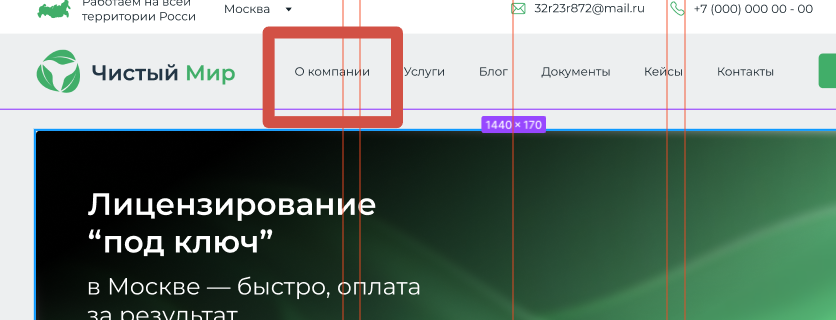 Работаем на всей
территории Росси
Москва
32r23r872@mail.ru
+7 (000) 000 00 - 00
Чистый Мир
О компании
Услуги
Блог
Документы
Кейсы
Контакты
1440 × 170
Лицензирование
“под ключ”
в Москве — быстро, оплата
за результат